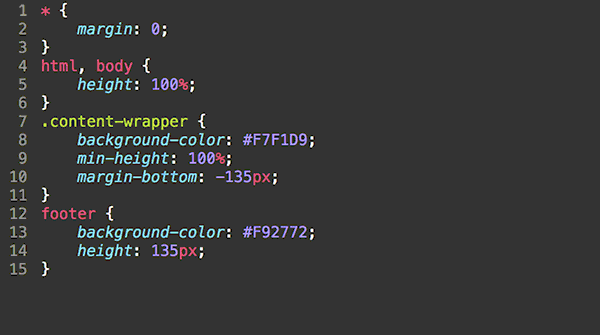 1 * {
2     margin: 0;
3 }
4 html, body {
5     height: 100%;
6 }
7 .content-wrapper {
8     background-color: #F7F1D9;
9     min-height: 100%;
10     margin-bottom: -135px;
11 }
12 footer {
13     background-color: #F92772;
14     height: 135px;
15 }